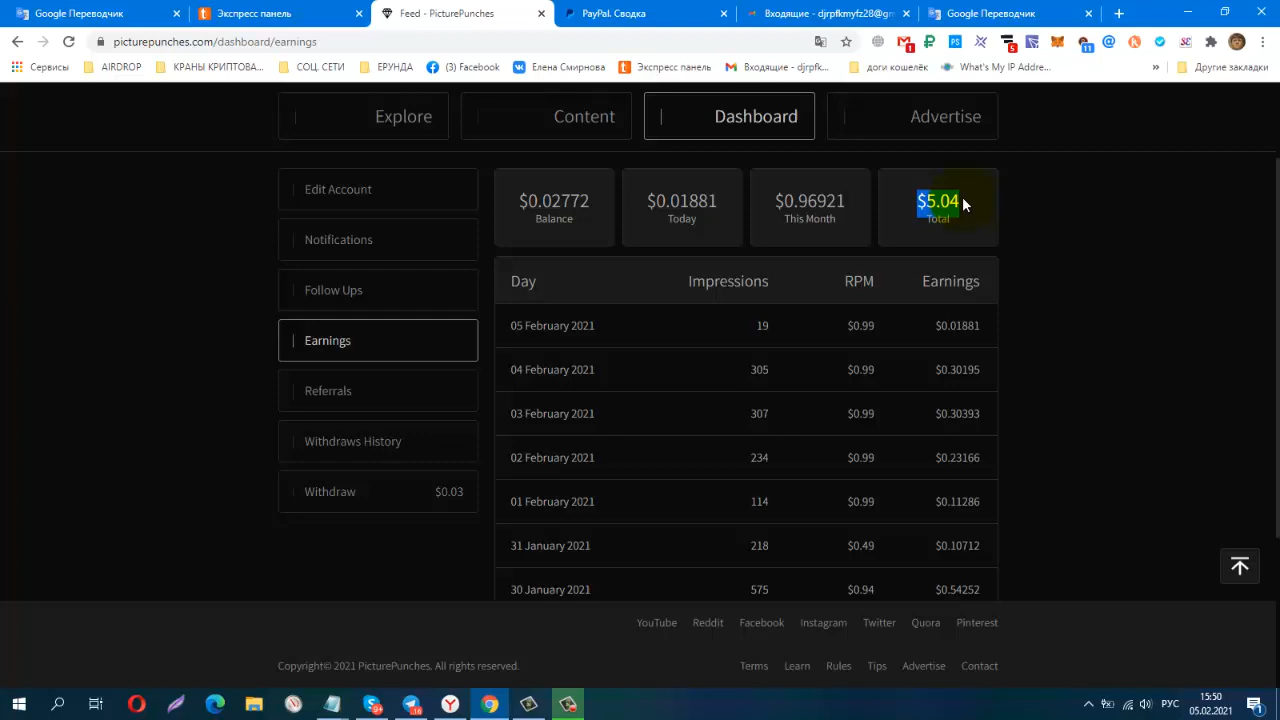 Google Переводчик
Экспресс панель
Feed - PicturePunches
PayPal. Сводка
Входящие - djrpfkmyfz28@gm
Google Переводчик
picturepunches.com/dashboard/earnings
1
5
11
Сервисы
AIRDROP
КРАНЫ КРИПТОВА...
СОЦ. СЕТИ
ЕРУНДА
(3) Facebook
Елена Смирнова
Экспресс панель
Входящие - djrpfk...
доги кошелёк
What's My IP Addre...
»
Другие закладки
Explore
Content
Dashboard
Advertise
Edit Account
Notifications
Follow Ups
Earnings
Referrals
Withdraws History
Withdraw $0.03
$0.02772
Balance
$0.01881
Today
$0.96921
This Month
$5.04
Total
Day Impressions RPM Earnings
05 February 2021 19 $0.99 $0.01881
04 February 2021 305 $0.99 $0.30195
03 February 2021 307 $0.99 $0.30393
02 February 2021 234 $0.99 $0.23166
01 February 2021 114 $0.99 $0.11286
31 January 2021 218 $0.49 $0.10712
30 January 2021 575 $0.94 $0.54252
YouTube Reddit Facebook Instagram Twitter Quora Pinterest
Copyright© 2021 PicturePunches. All rights reserved.
Terms Learn Rules Tips Advertise Contact
РУС
15:50
05.02.2021